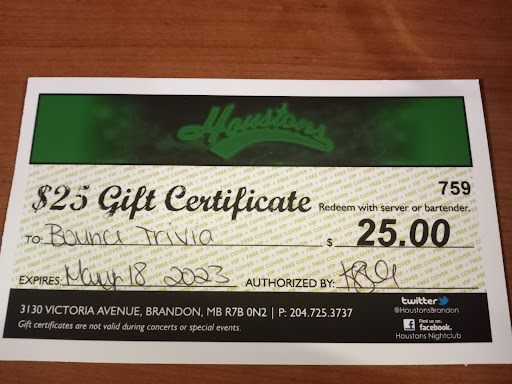 Houstons
$25 Gift Certificate
759
Redeem with server or bartender.
TO: Bounce Trivia $ 25.00
EXPIRES: May 18 2023 AUTHORIZED BY:
3130 VICTORIA AVENUE, BRANDON, MB R7B 0N2 | P: 204.725.3737
Gift certificates are not valid during concerts or special events.
twitter
@HoustonsBrandon
Find us on:
facebook.
Houstons Nightclub